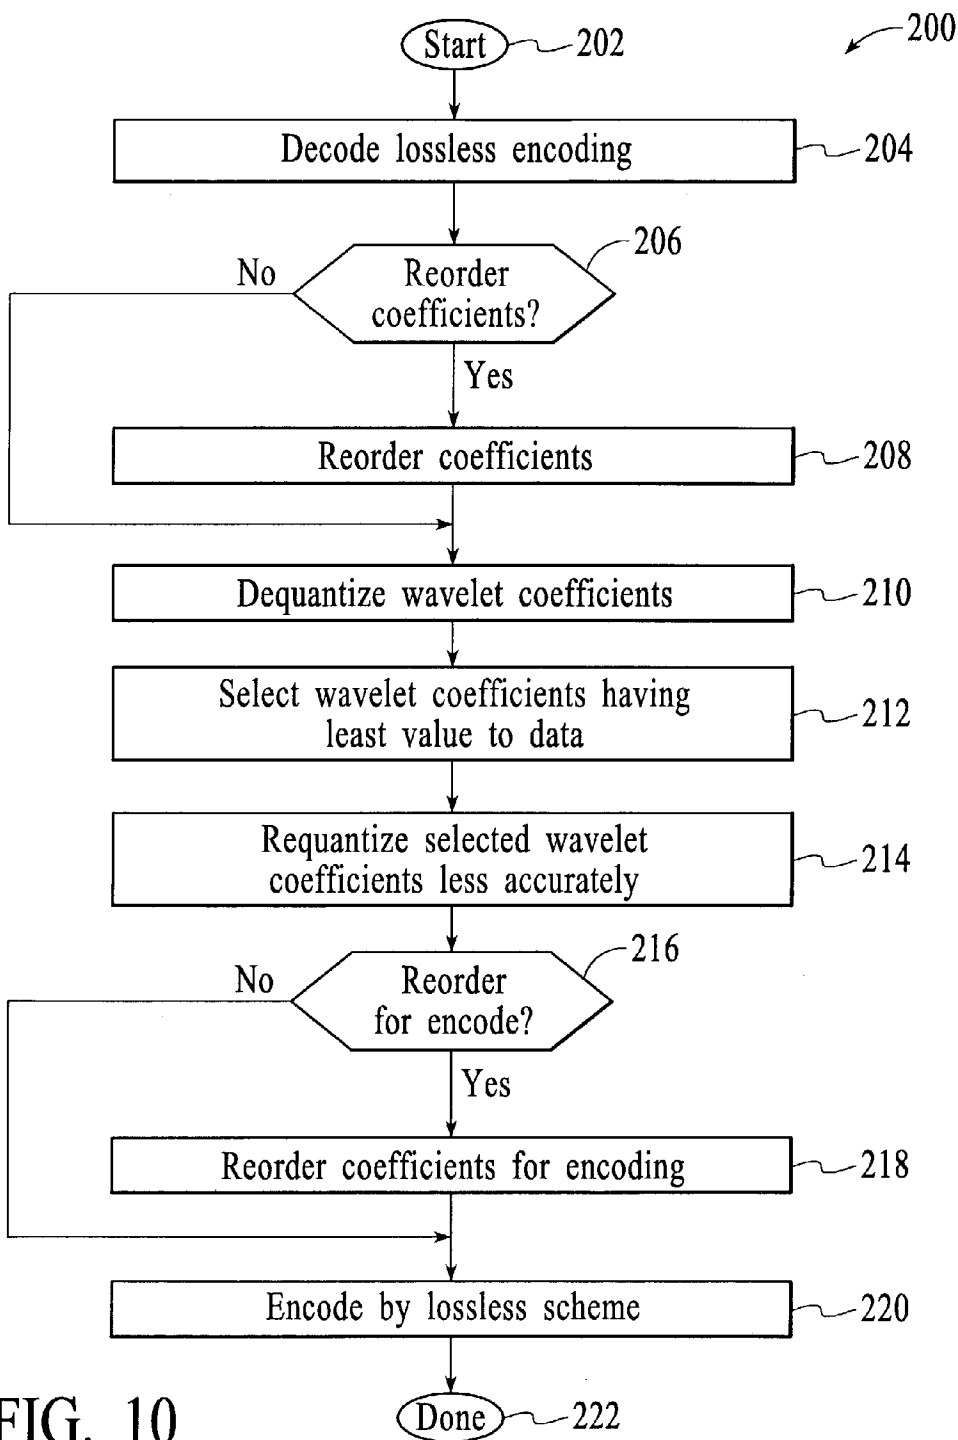 200
Start 202
Decode lossless encoding 204
206
No
Reorder
coefficients?
Yes
Reorder coefficients 208
Dequantize wavelet coefficients 210
Select wavelet coefficients having
least value to data
212
Requantize selected wavelet
coefficients less accurately
214
216
No
Reorder
for encode?
Yes
Reorder coefficients for encoding 218
Encode by lossless scheme 220
FIG. 10
Done 222